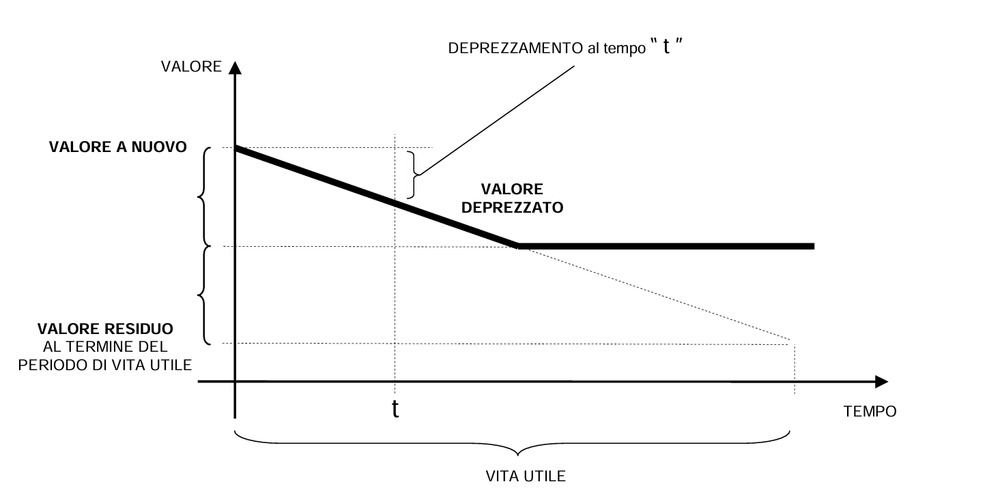 DEPREZZAMENTO al tempo “ t ”
VALORE
VALORE A NUOVO
VALORE
DEPREZZATO
VALORE RESIDUO
AL TERMINE DEL
PERIODO DI VITA UTILE
t
TEMPO
VITA UTILE